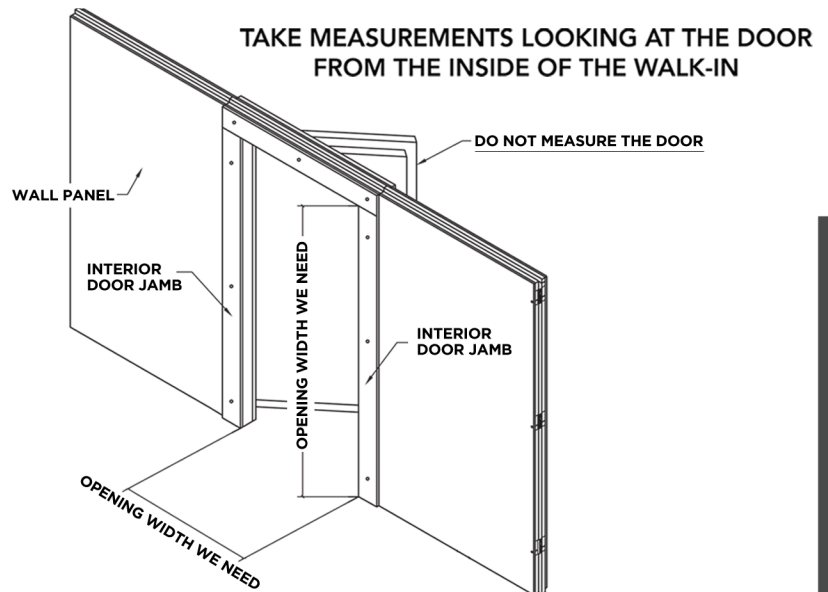 TAKE MEASUREMENTS LOOKING AT THE DOOR
FROM THE INSIDE OF THE WALK-IN
DO NOT MEASURE THE DOOR
WALL PANEL
INTERIOR
DOOR JAMB
OPENING WIDTH WE NEED
INTERIOR
DOOR JAMB
OPENING WIDTH WE NEED